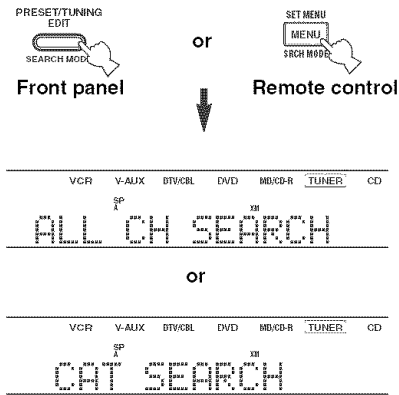 PRESET/TUNING
EDIT
SEARCH MODE
Front panel
or
SET MENU
MENU
SRCH MODE
Remote control
VCR V-AUX DTV/CBL DVD MD/CD-R TUNER CD
SP
A
XM
ALL CH SEARCH
or
VCR V-AUX DTV/CBL DVD MD/CD-R TUNER CD
SP
A
XM
CAT SEARCH